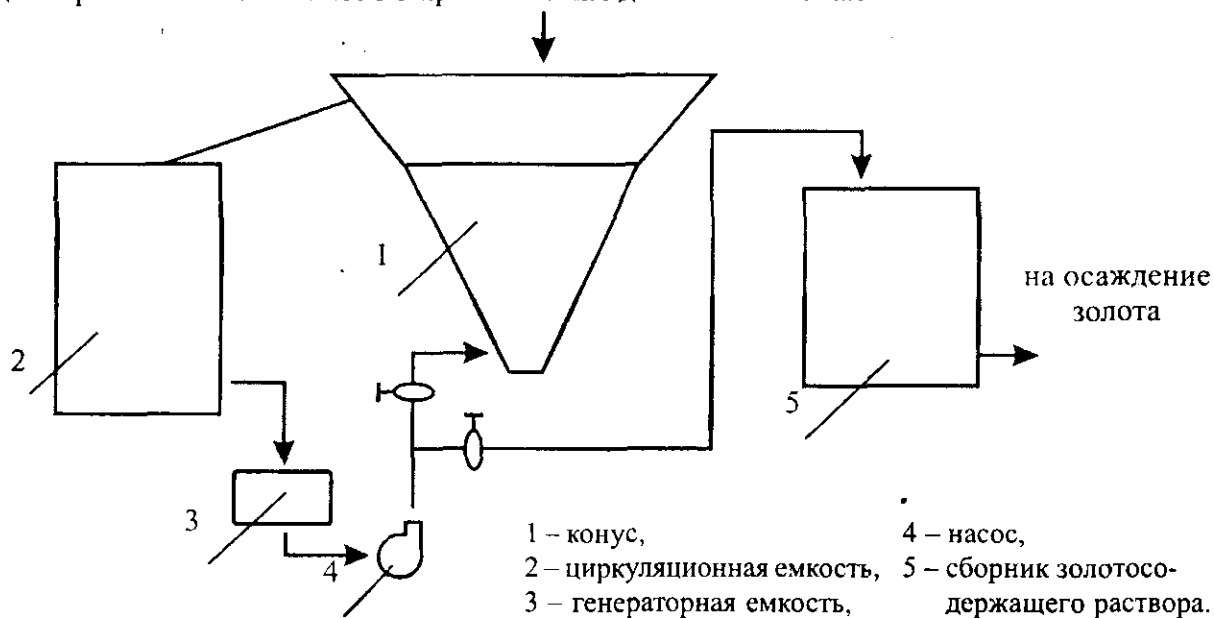 1
2
на осаждение
золота
5
3
4
1 – конус,
2 – циркуляционная емкость,
3 – генераторная емкость,
4 – насос,
5 – сборник золотосо-
держащего раствора.